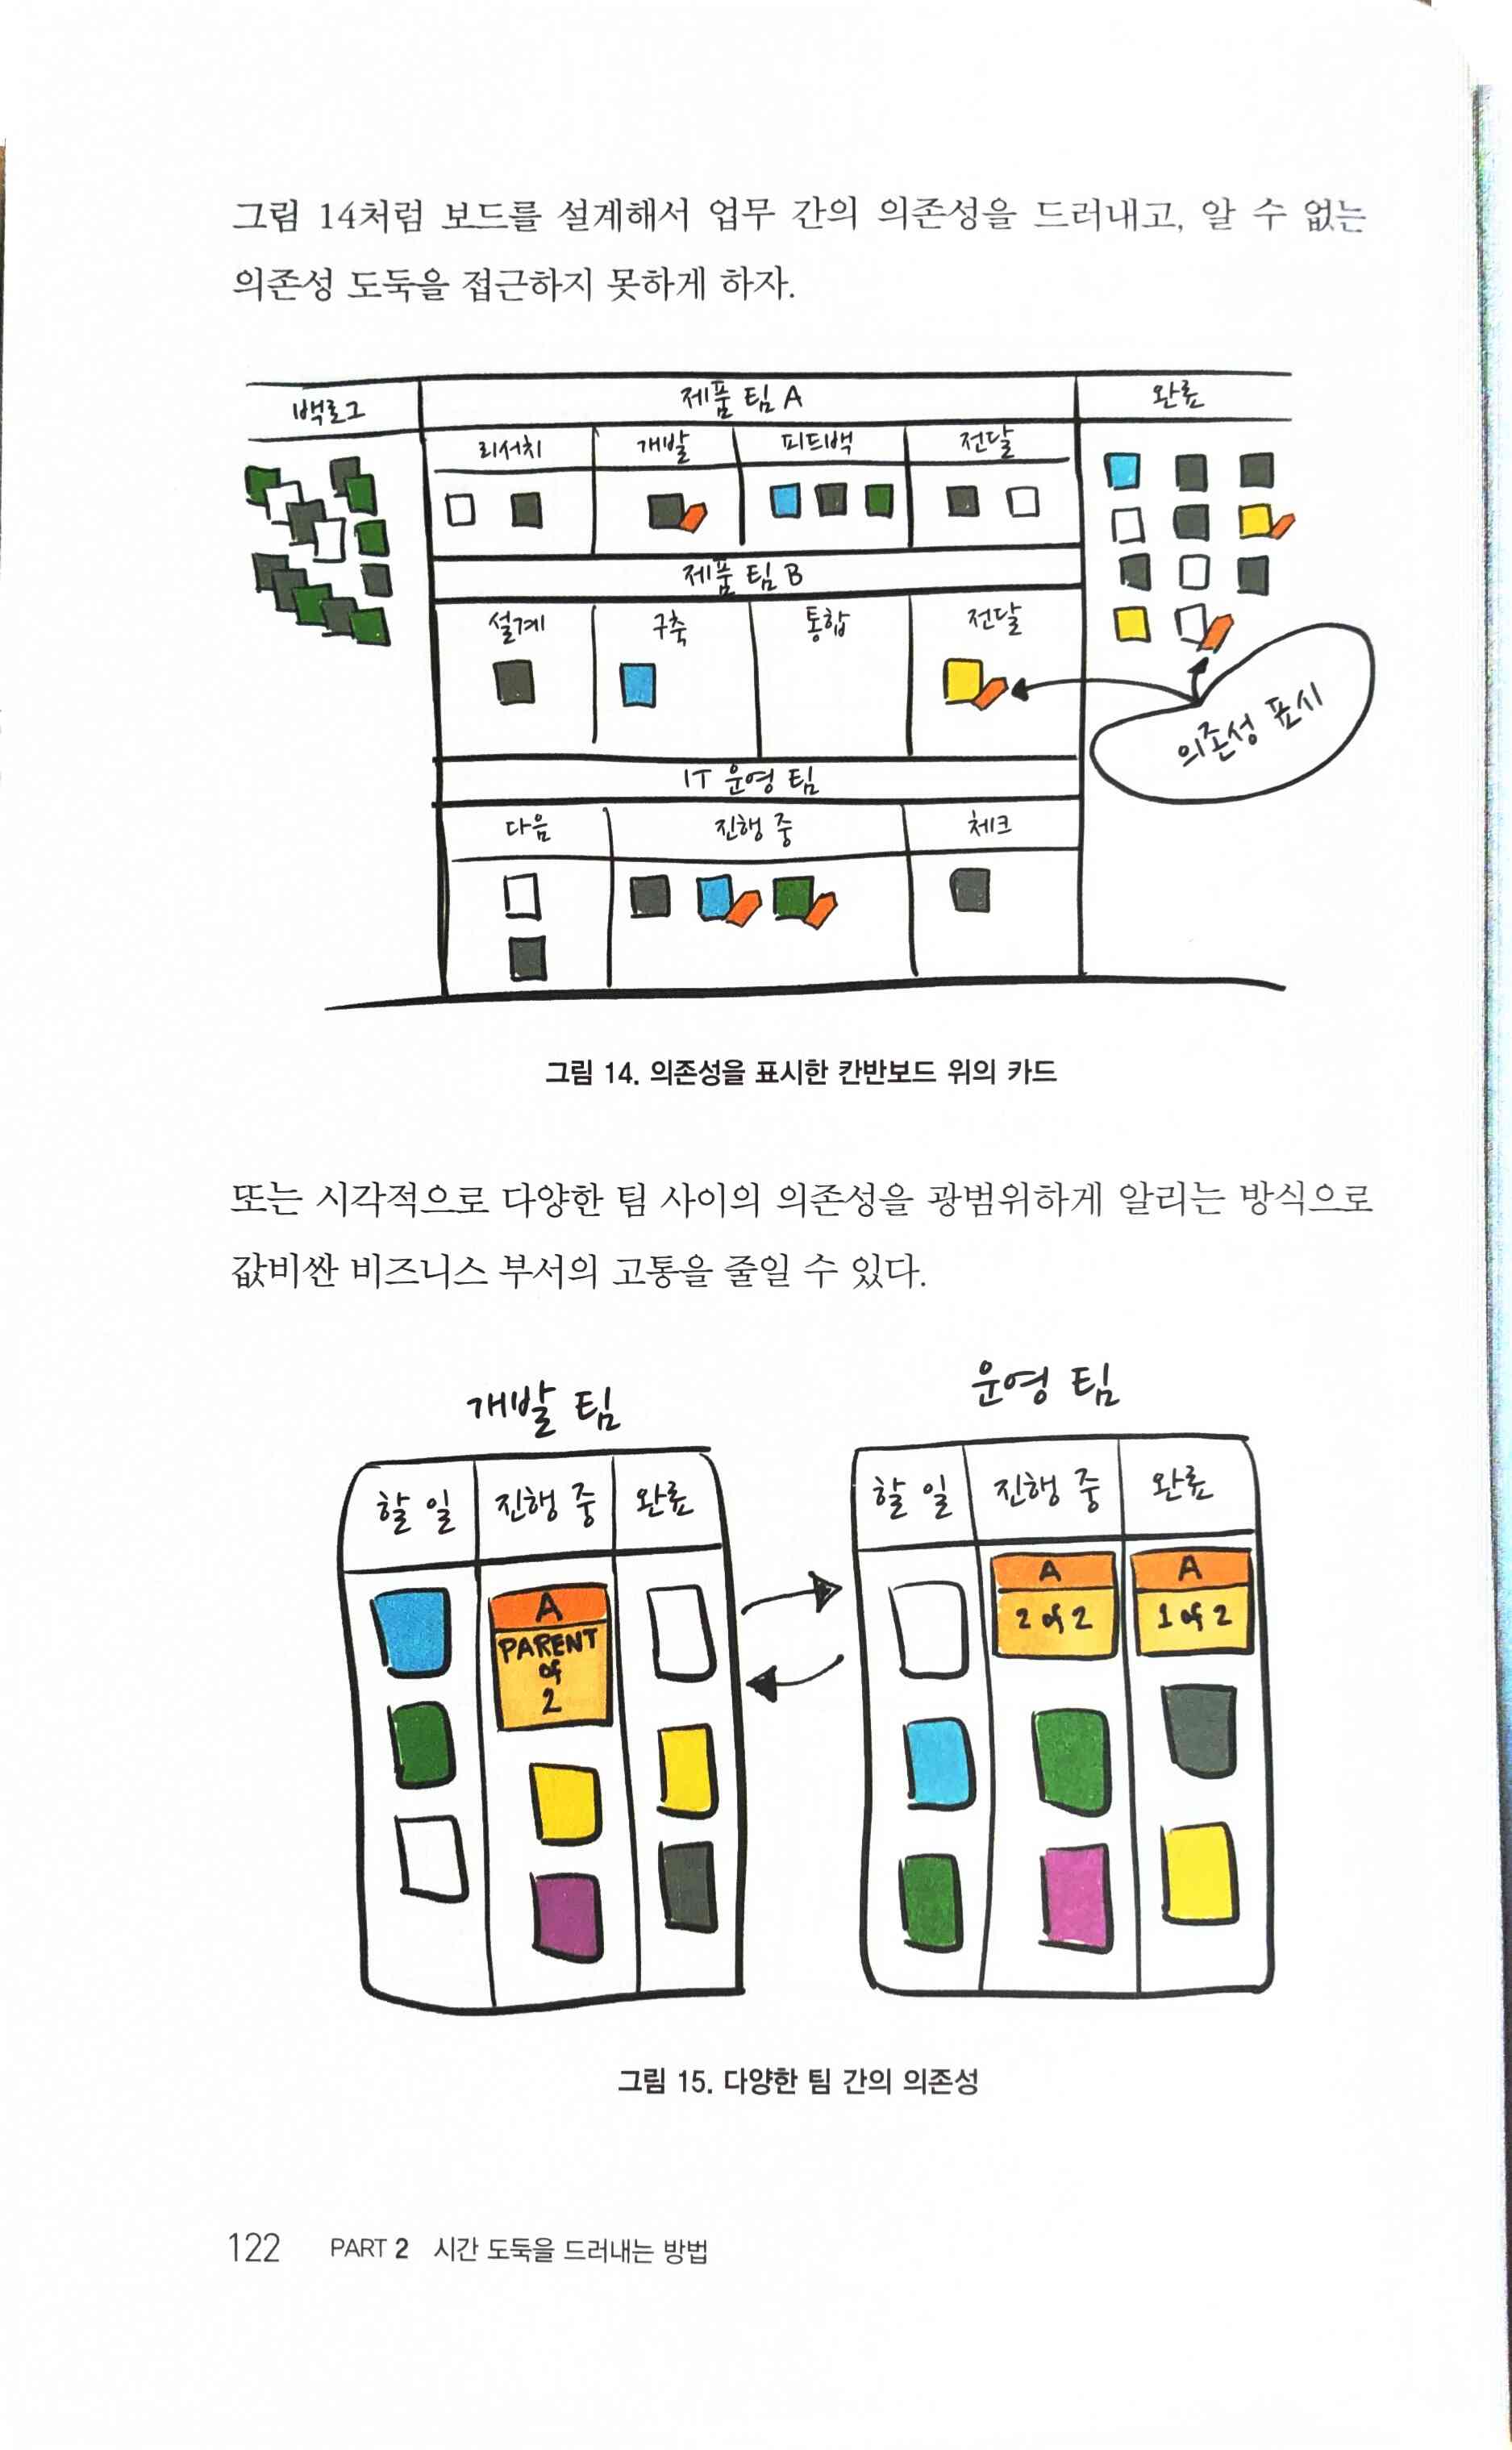 그림 14처럼 보드를 설계해서 업무 간의 의존성을 드러내고, 알 수 없는
의존성 도둑을 접근하지 못하게 하자.
백로그
제품 팀 A
완료
리서치 개발 피드백 전달
제품 팀 B
설계 구축 통합 전달
의존성 표시
IT 운영 팀
다음 진행 중 체크
그림 14. 의존성을 표시한 칸반보드 위의 카드
또는 시각적으로 다양한 팀 사이의 의존성을 광범위하게 알리는 방식으로
값비싼 비즈니스 부서의 고통을 줄일 수 있다.
개발 팀
할 일 진행 중 완료
A
PARENT
of
2
운영 팀
할 일 진행 중 완료
A
2 of 2
A
1 of 2
그림 15. 다양한 팀 간의 의존성
122 PART 2 시간 도둑을 드러내는 방법